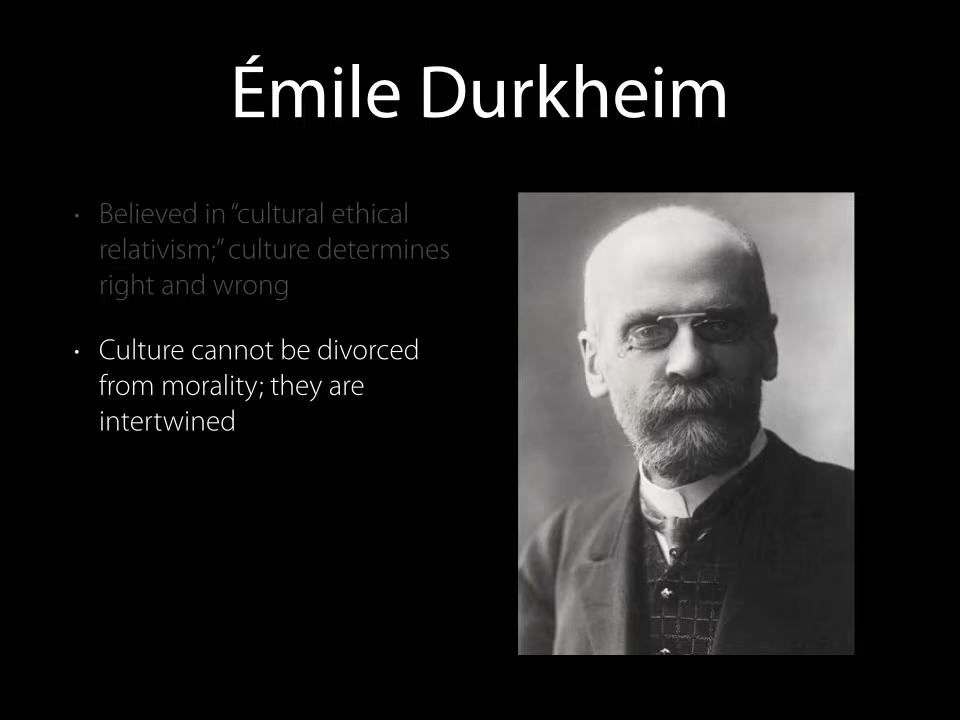 Émile Durkheim
• Believed in “cultural ethical
relativism;” culture determines
right and wrong
• Culture cannot be divorced
from morality; they are
intertwined